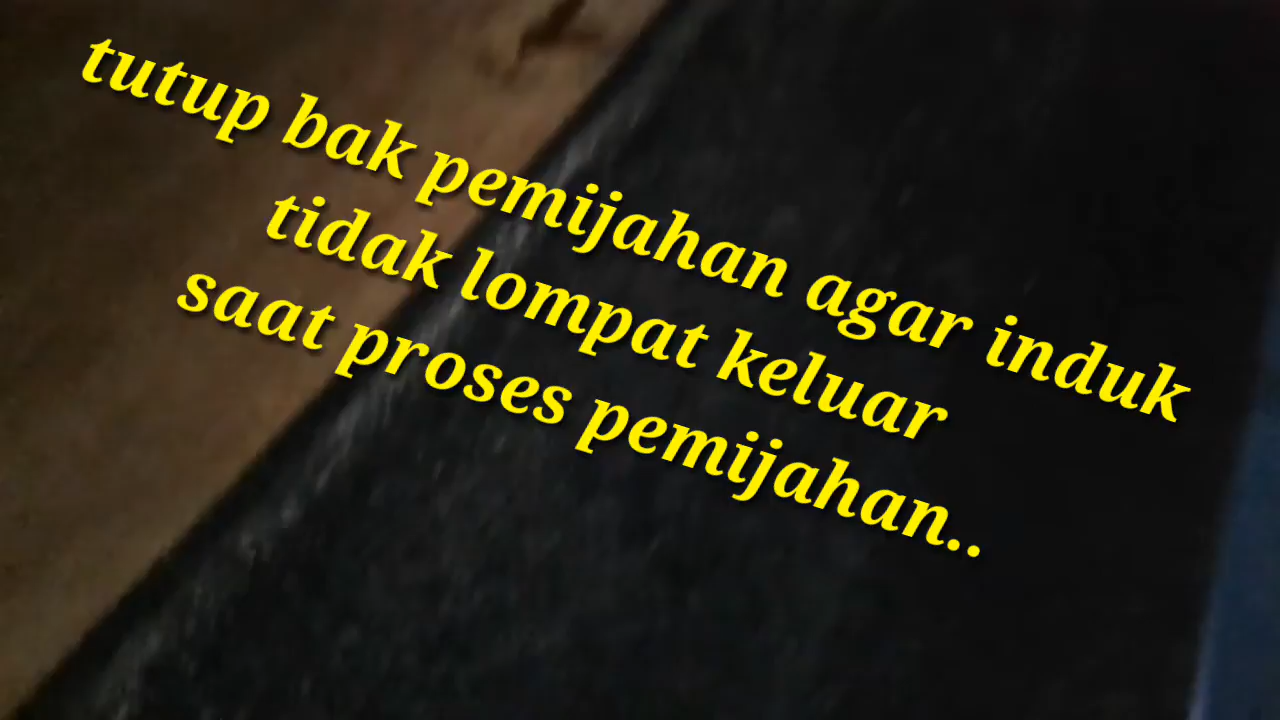 tutup bak pemijahan agar induk
tidak lompat keluar
saat proses pemijahan..